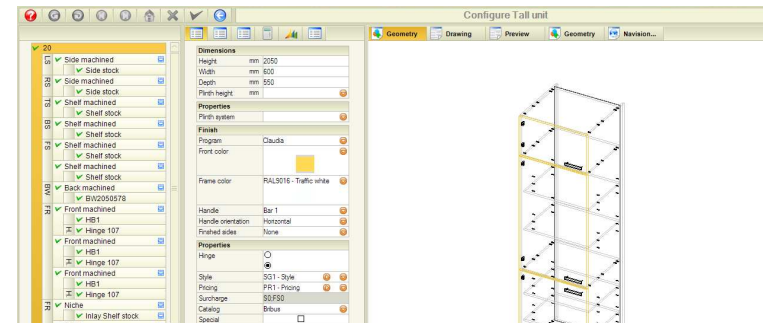 Configure Tall unit
Geometry Drawing Preview Geometry Navision...
20
LS Side machined
Side stock
RS Side machined
Side stock
TS Shelf machined
Shelf stock
BS Shelf machined
Shelf stock
FS Shelf machined
Shelf stock
Shelf machined
Shelf stock
BW Back machined
BW2050578
FR Front machined
HB1
H Hinge 107
Front machined
HB1
H Hinge 107
Front machined
HB1
H Hinge 107
FR Niche
Inlay Shelf stock
Dimensions
Height mm 2050
Width mm 600
Depth mm 550
Plinth height mm
Properties
Plinth system
Finish
Program Claudia
Front color
Frame color RAL9016 - Traffic white
Handle Bar 1
Handle orientation Horizontal
Finshed sides None
Properties
Hinge
Style SG1 - Style
Pricing PR1 - Pricing
Surcharge S0;FS0
Catalog Bribus
Special